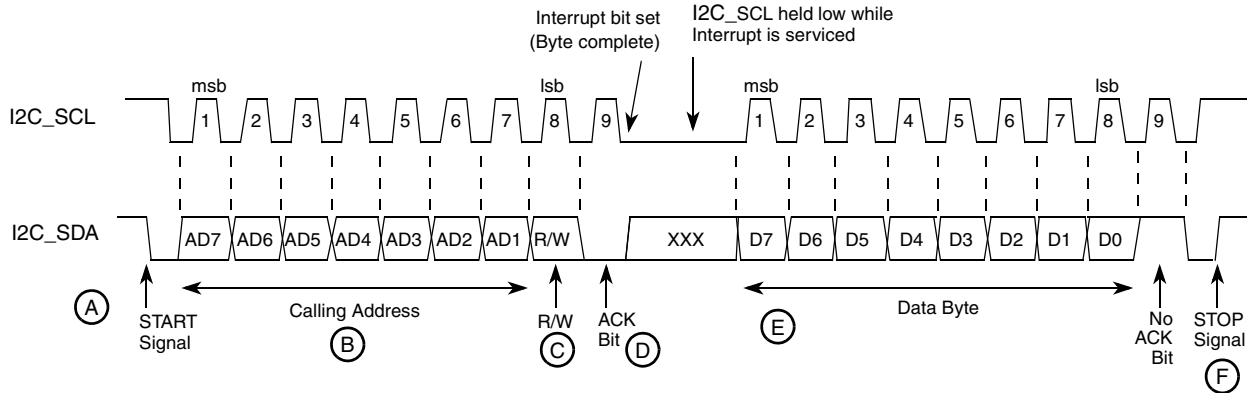 Interrupt bit set
(Byte complete)
I2C_SCL held low while
Interrupt is serviced
msb lsb msb lsb
I2C_SCL 1 2 3 4 5 6 7 8 9 1 2 3 4 5 6 7 8 9
I2C_SDA AD7 AD6 AD5 AD4 AD3 AD2 AD1 R/W XXX D7 D6 D5 D4 D3 D2 D1 D0
A
START
Signal
Calling Address
B
R/W
C
ACK
Bit
D
E
Data Byte
No
ACK
Bit
STOP
Signal
F